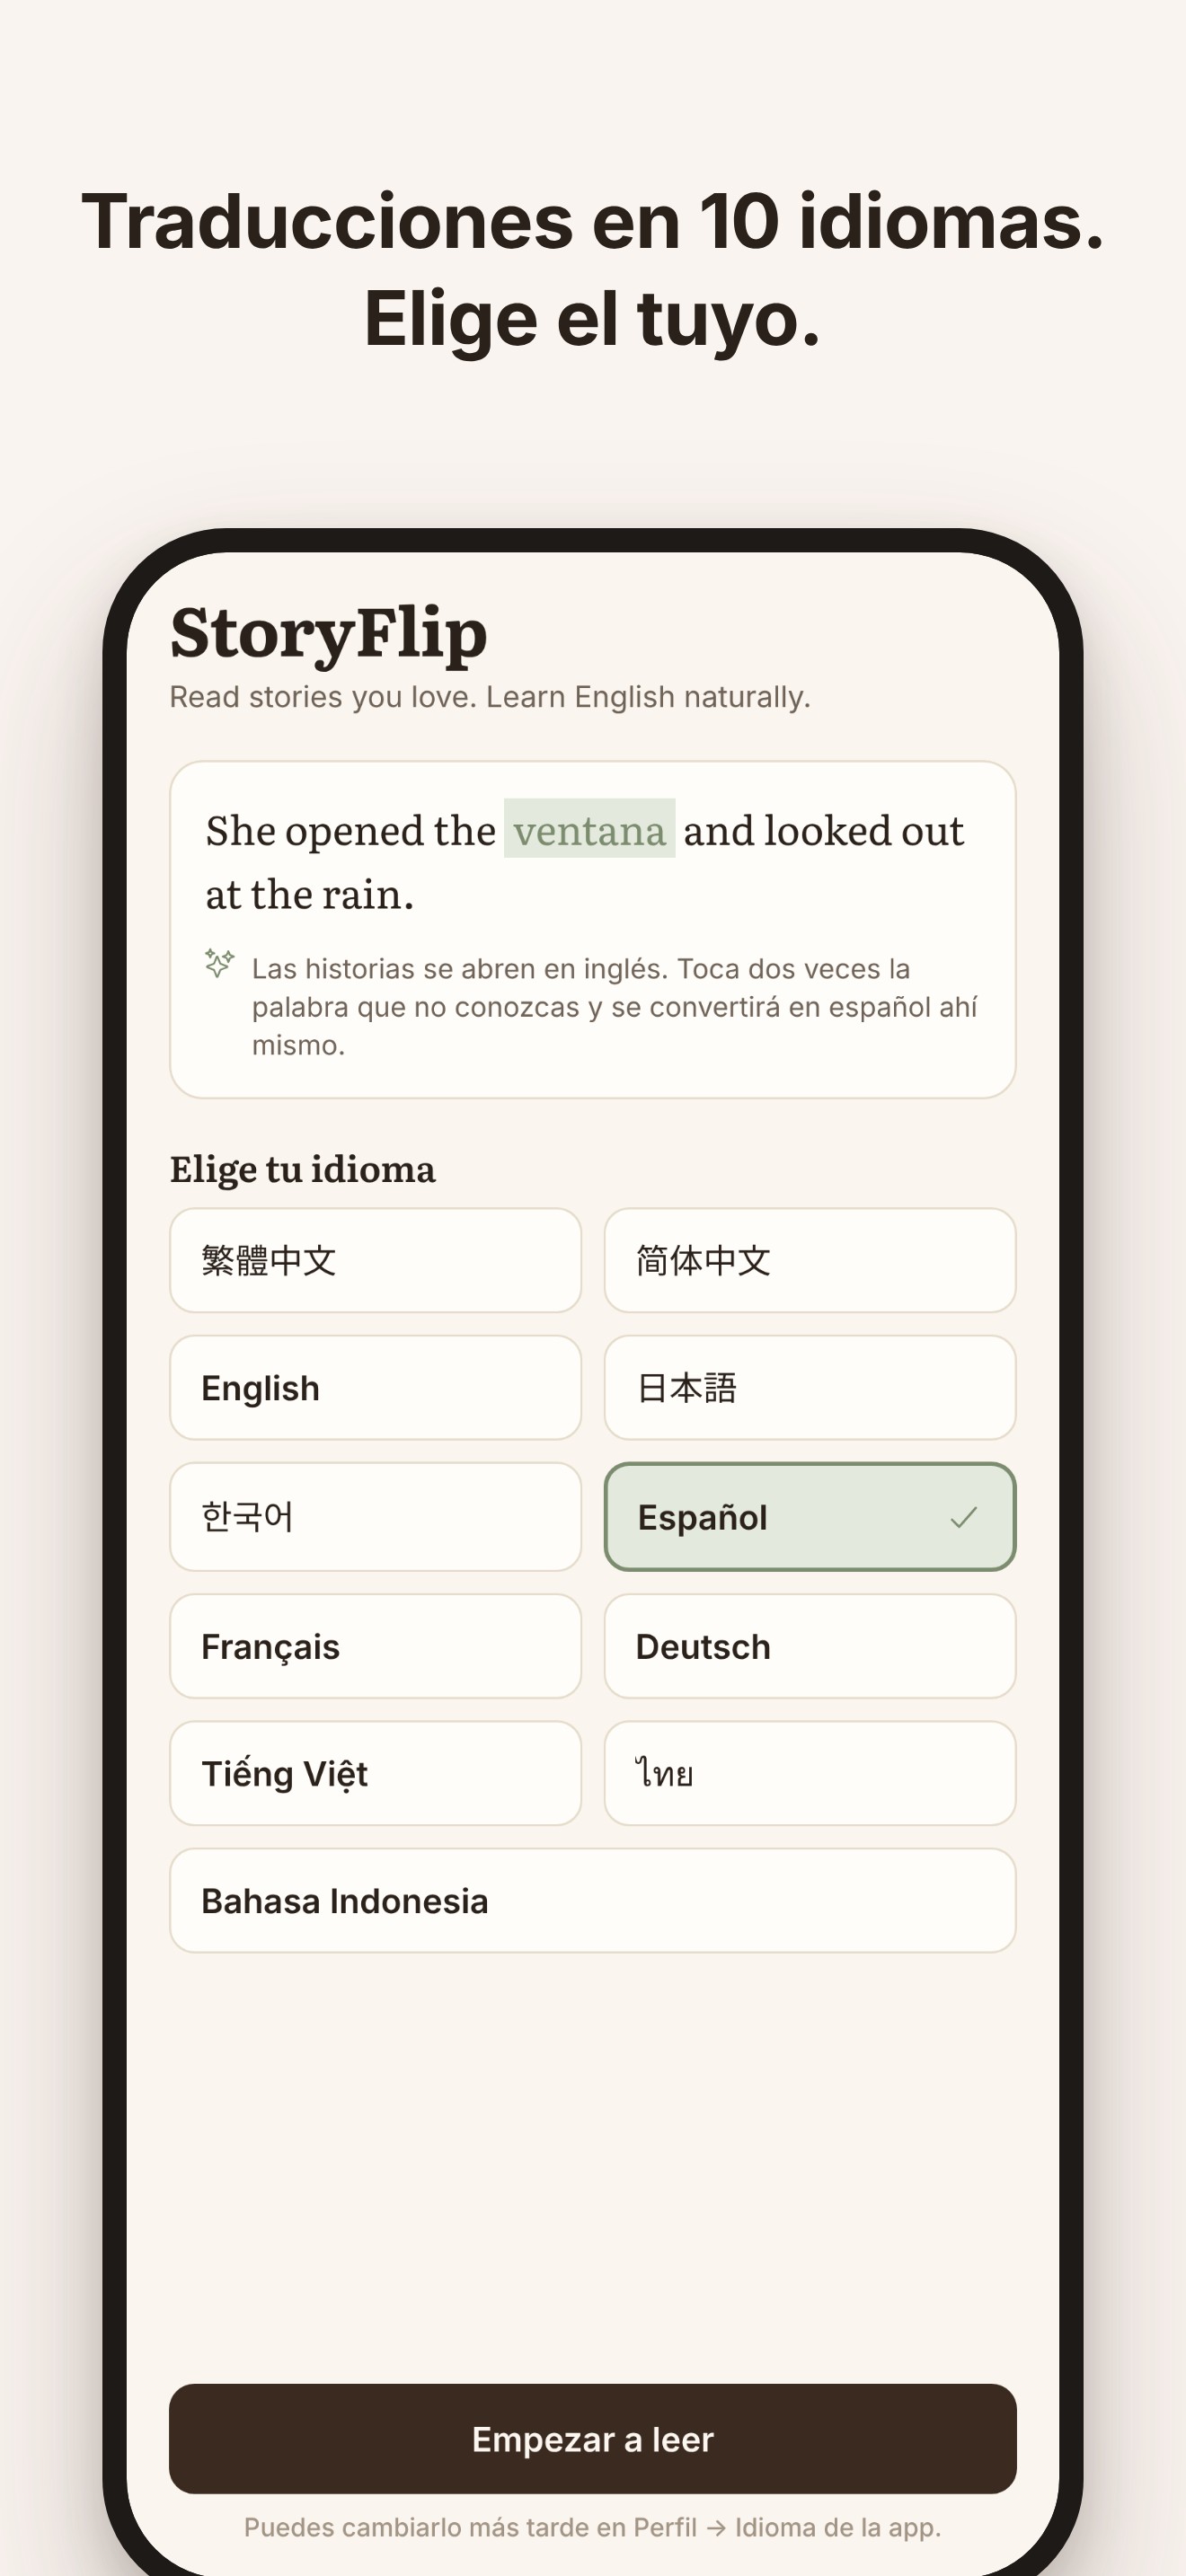 Traducciones en 10 idiomas.
Elige el tuyo.
StoryFlip
Read stories you love. Learn English naturally.
She opened the ventana and looked out
at the rain.
Las historias se abren en inglés. Toca dos veces la
palabra que no conozcas y se convertirá en español ahí
mismo.
Elige tu idioma
繁體中文
简体中文
English
日本語
한국어
Español
Français
Deutsch
Tiếng Việt
ไทย
Bahasa Indonesia
Empezar a leer
Puedes cambiarlo más tarde en Perfil → Idioma de la app.